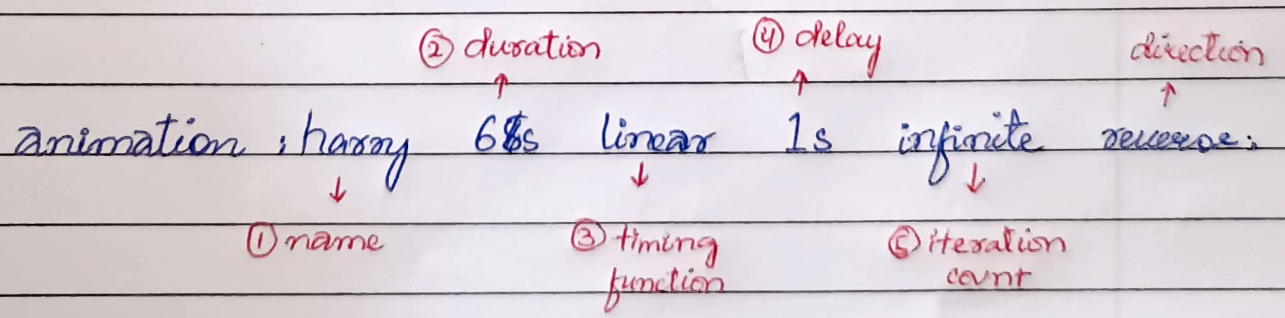 ② duration ④ delay direction
animation : harry 6s linear 1s infinite reverse;
① name ③ timing ⑤ iteration
function count